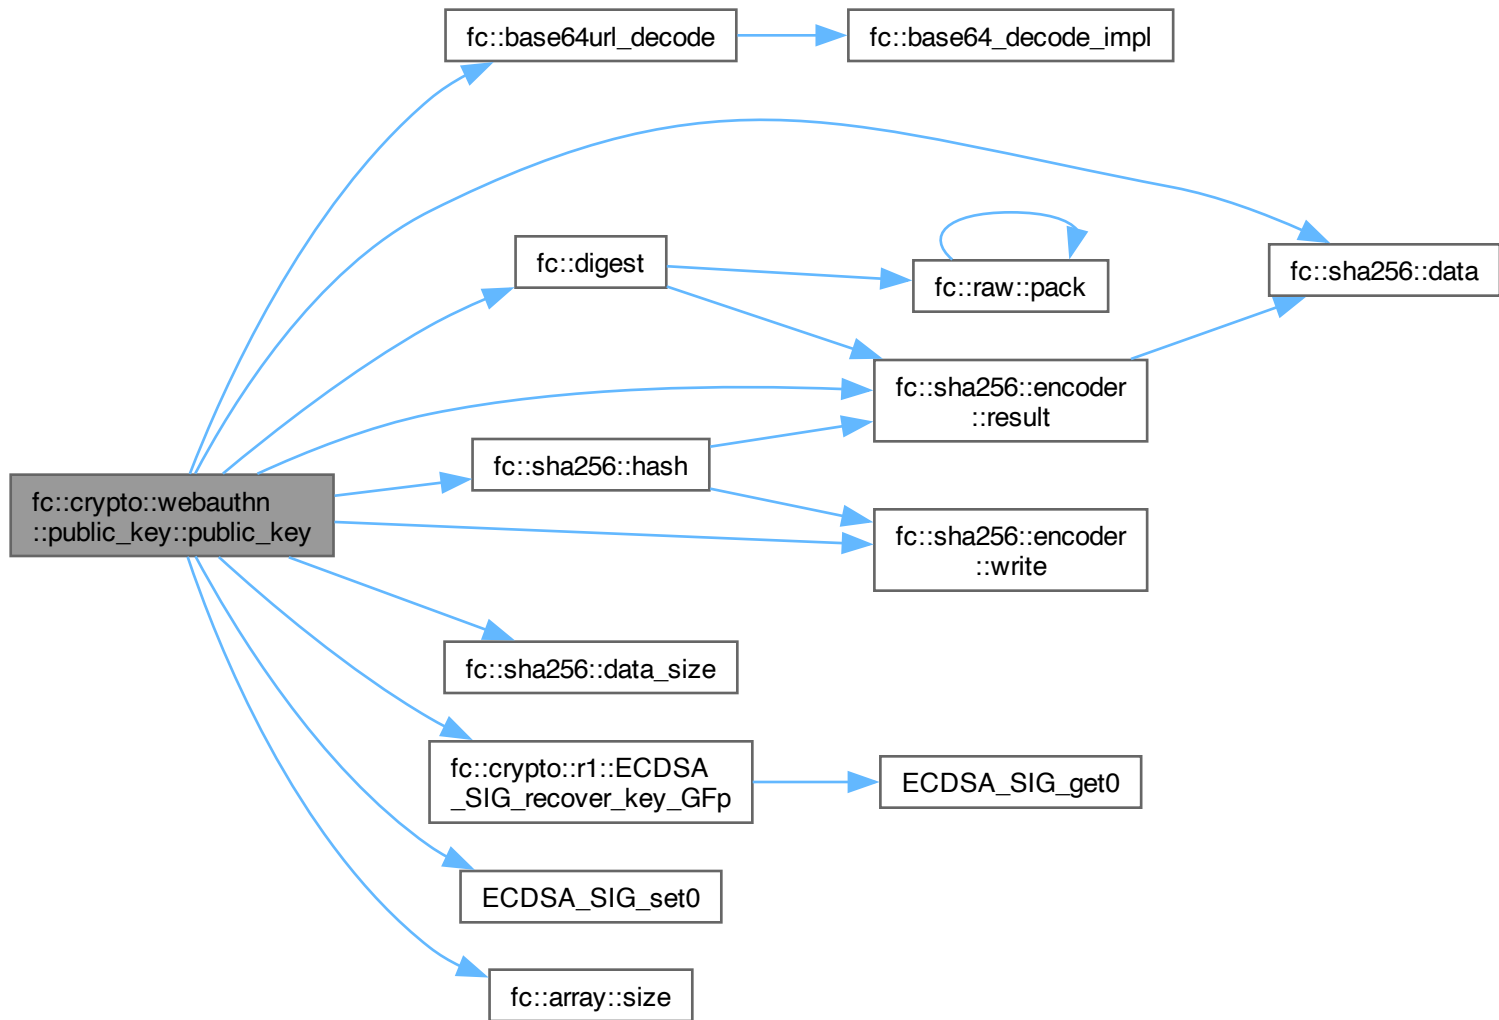 fc::base64url_decode
fc::base64_decode_impl
fc::digest
fc::raw::pack
fc::sha256::data
fc::sha256::encoder
::result
fc::sha256::hash
fc::crypto::webauthn
::public_key::public_key
fc::sha256::encoder
::write
fc::sha256::data_size
fc::crypto::r1::ECDSA
_SIG_recover_key_GFp
ECDSA_SIG_get0
ECDSA_SIG_set0
fc::array::size